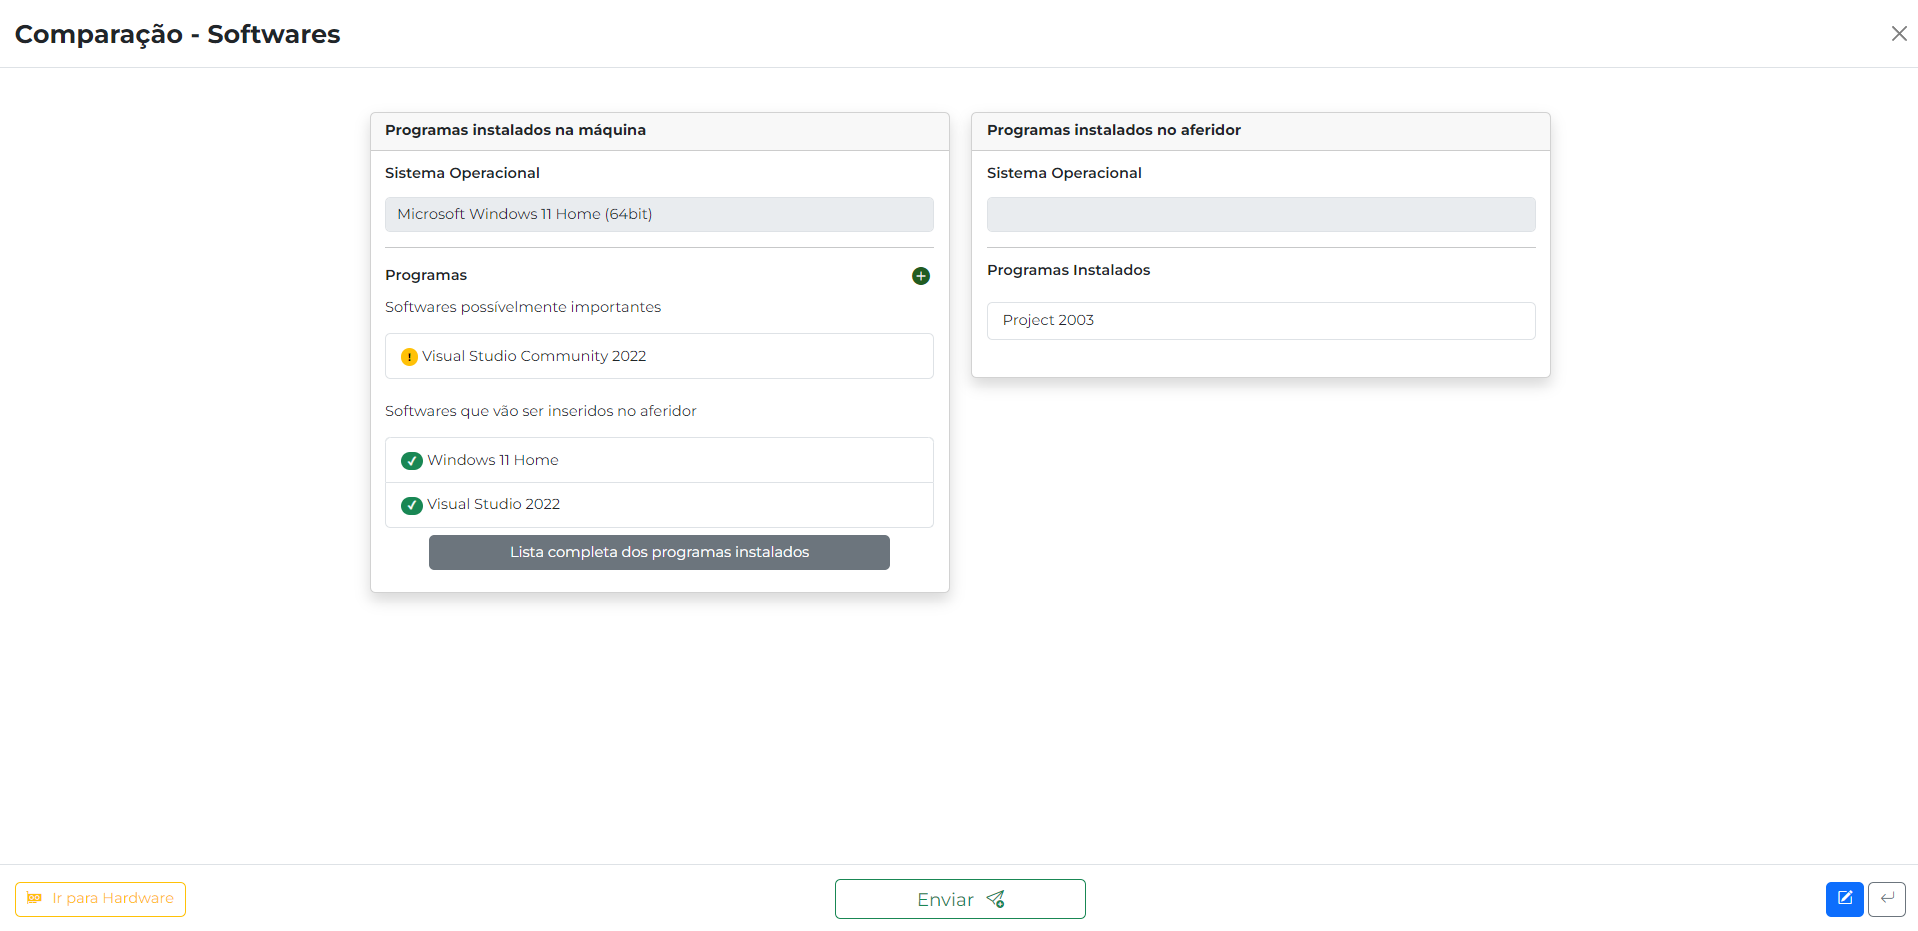 Comparação - Softwares
Programas instalados na máquina
Sistema Operacional
Microsoft Windows 11 Home (64bit)
Programas
Softwares possívelmente importantes
Visual Studio Community 2022
Softwares que vão ser inseridos no aferidor
Windows 11 Home
Visual Studio 2022
Lista completa dos programas instalados
Programas instalados no aferidor
Sistema Operacional
Programas Instalados
Project 2003
Ir para Hardware
Enviar